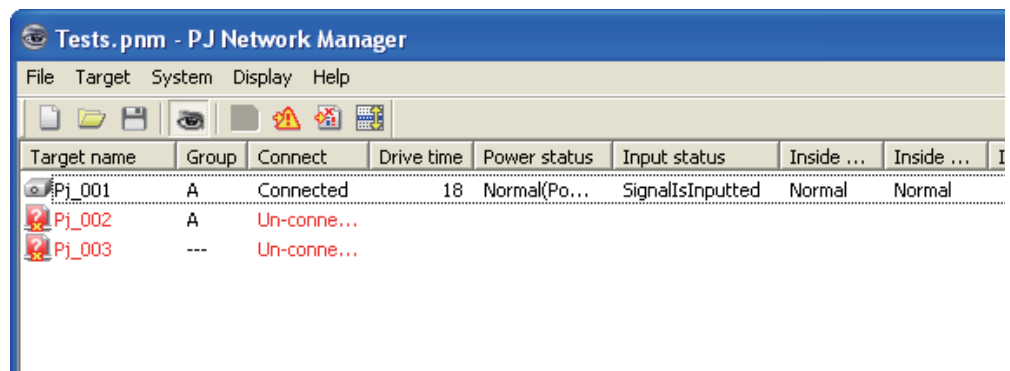 Tests.pnm - PJ Network Manager
File Target System Display Help
Target name Group Connect Drive time Power status Input status Inside ... Inside ...
Pj_001 A Connected 18 Normal(Po... SignalIsInputted Normal Normal
Pj_002 A Un-conne...
Pj_003 --- Un-conne...